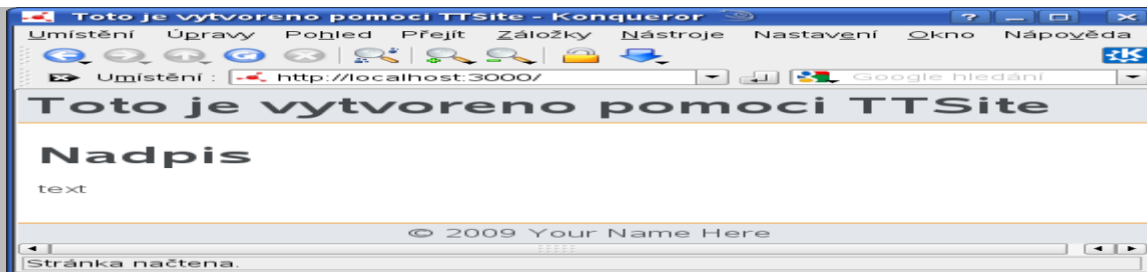 Toto je vytvoreno pomoci TTSite - Konqueror
Umístění Úpravy Pohled Přejít Záložky Nástroje Nastavení Okno Nápověda
Umístění : http://localhost:3000/ Google hledání
Toto je vytvoreno pomoci TTSite
Nadpis
text
© 2009 Your Name Here
Stránka načtena.